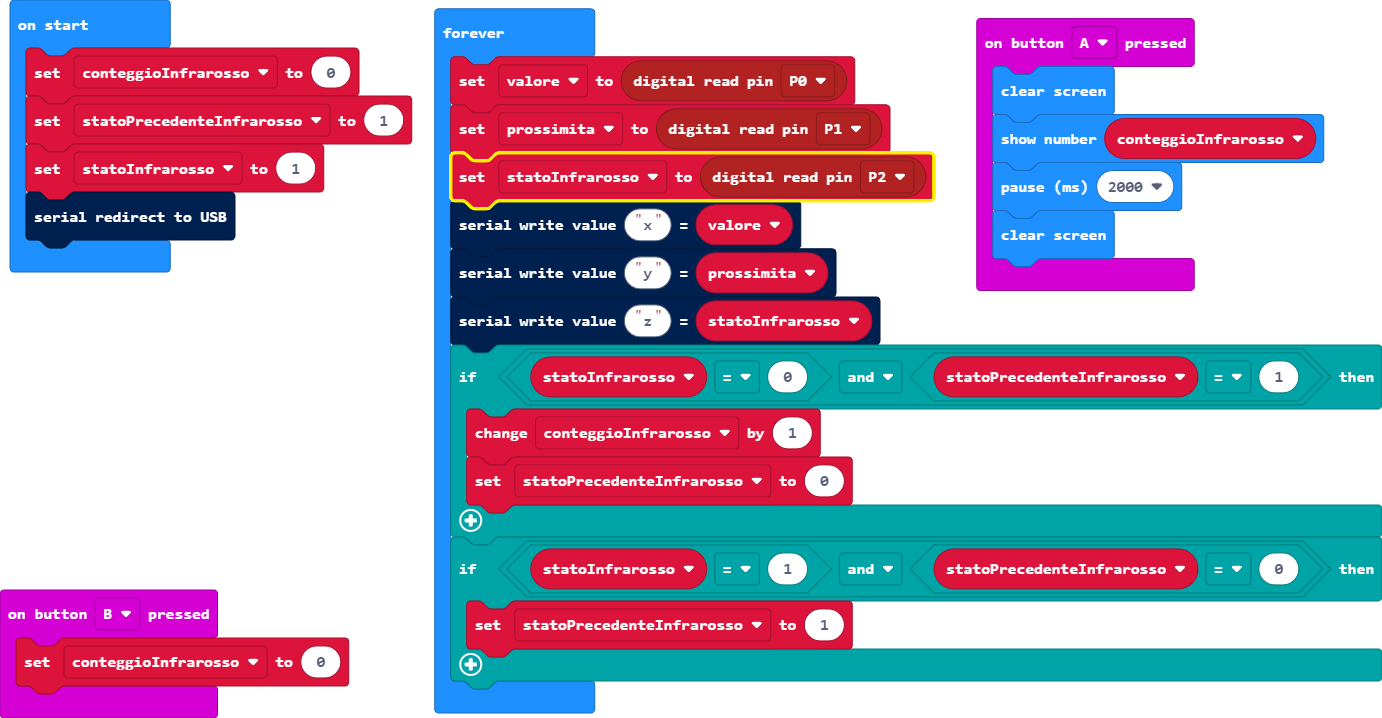 on start
set conteggioInfrarosso to 0
set statoPrecedenteInfrarosso to 1
set statoInfrarosso to 1
serial redirect to USB
forever
set valore to digital read pin P0
set prossimita to digital read pin P1
set statoInfrarosso to digital read pin P2
serial write value "x" = valore
serial write value "y" = prossimita
serial write value "z" = statoInfrarosso
if statoInfrarosso = 0 and statoPrecedenteInfrarosso = 1 then
change conteggioInfrarosso by 1
set statoPrecedenteInfrarosso to 0
if statoInfrarosso = 1 and statoPrecedenteInfrarosso = 0 then
set statoPrecedenteInfrarosso to 1
on button A pressed
clear screen
show number conteggioInfrarosso
pause (ms) 2000
clear screen
on button B pressed
set conteggioInfrarosso to 0